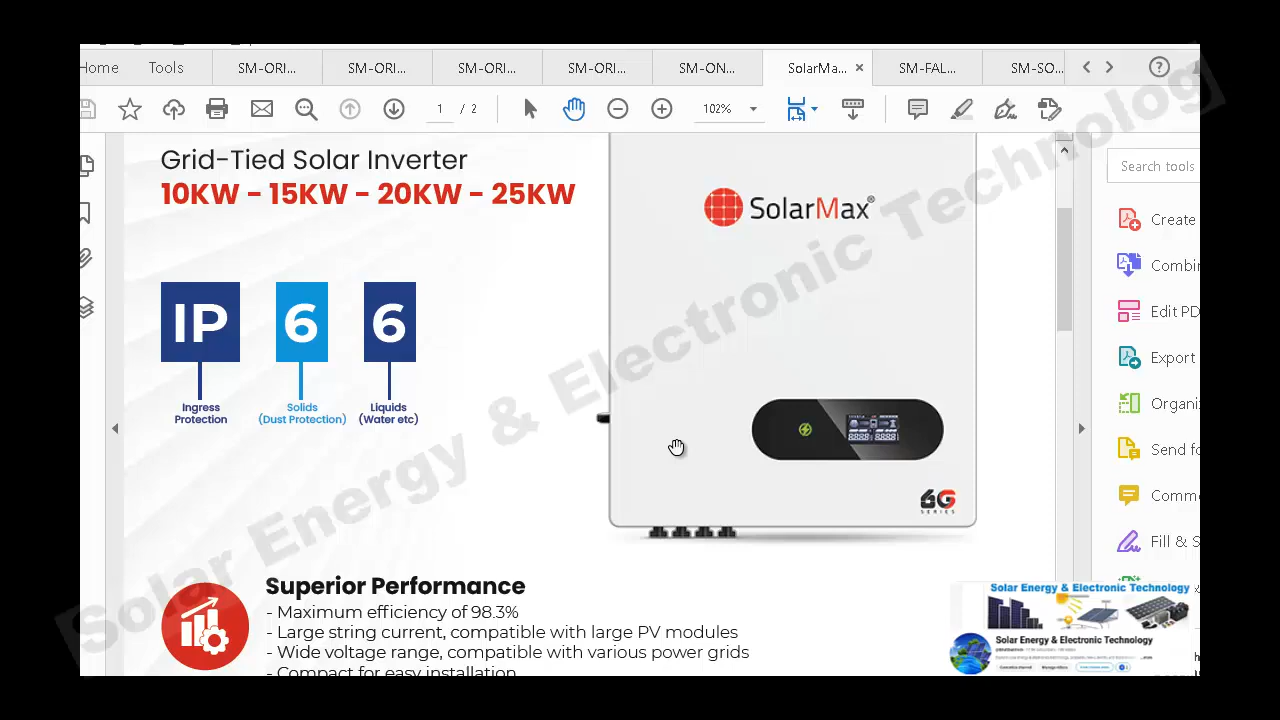 Home
Tools
SM-ORI...
SM-ORI...
SM-ORI...
SM-ORI...
SM-ON...
SolarMa...
SM-FAL...
SM-SO...
1 / 2
102%
Search tools
Grid-Tied Solar Inverter
10KW - 15KW - 20KW - 25KW
IP 6 6
Ingress Protection
Solids (Dust Protection)
Liquids (Water etc)
SolarMax®
6G
SERIES
Create
Combin
Edit PD
Export
Organi
Send fo
Comme
Fill & S
Superior Performance
- Maximum efficiency of 98.3%
- Large string current, compatible with large PV modules
- Wide voltage range compatible with various power grids
Solar Energy & Electronic Technolog
Solar Energy & Electronic Technology
Solar Energy & Electronic Technology